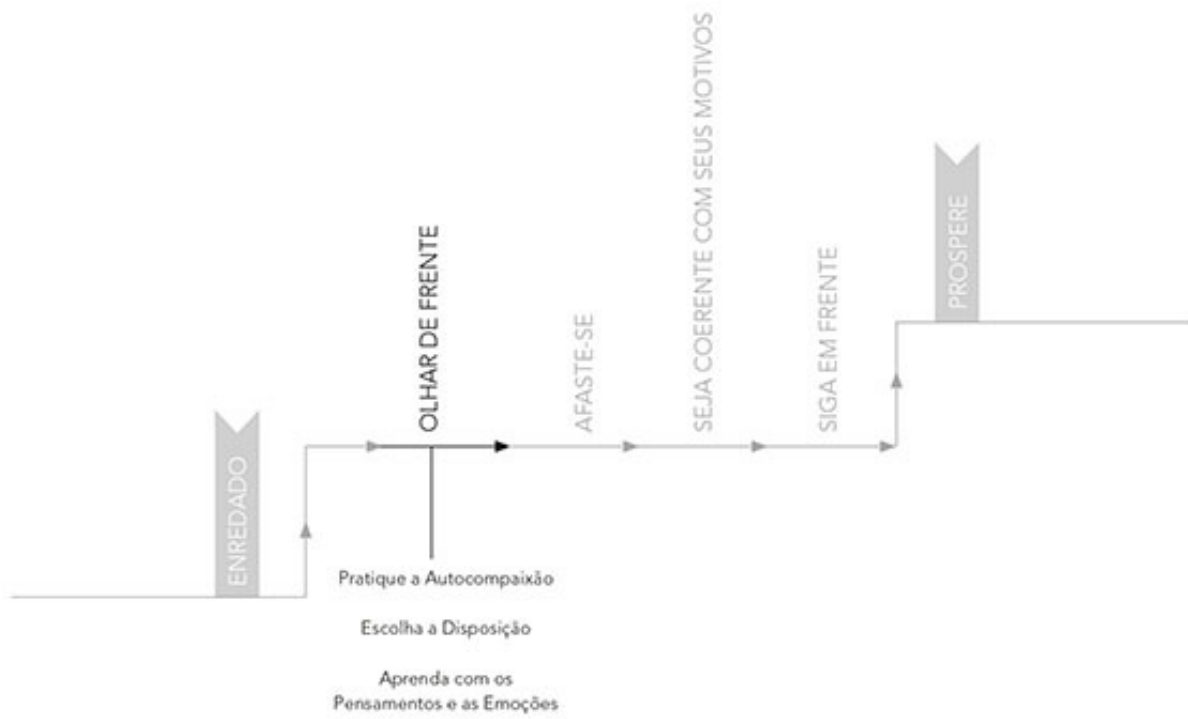 ENREDADO
OLHAR DE FRENTE
AFASTE-SE
SEJA COERENTE COM SEUS MOTIVOS
SIGA EM FRENTE
PROSPERE
Pratique a Autocompaixão
Escolha a Disposição
Aprenda com os
Pensamentos e as Emoções